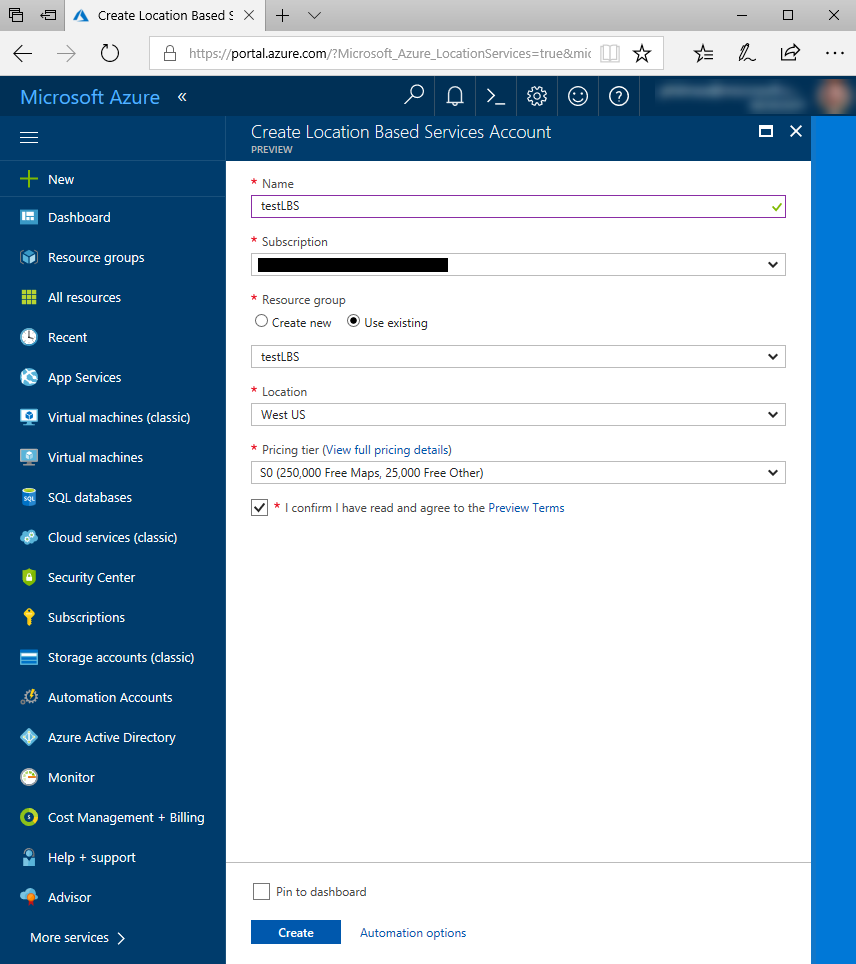 Create Location Based S
https://portal.azure.com/?Microsoft_Azure_LocationServices=true&mic
Microsoft Azure «
Create Location Based Services Account
PREVIEW
New
Dashboard
Resource groups
All resources
Recent
App Services
Virtual machines (classic)
Virtual machines
SQL databases
Cloud services (classic)
Security Center
Subscriptions
Storage accounts (classic)
Automation Accounts
Azure Active Directory
Monitor
Cost Management + Billing
Help + support
Advisor
More services
* Name
testLBS
* Subscription
* Resource group
Create new Use existing
testLBS
* Location
West US
* Pricing tier (View full pricing details)
S0 (250,000 Free Maps, 25,000 Free Other)
* I confirm I have read and agree to the Preview Terms
Pin to dashboard
Create Automation options